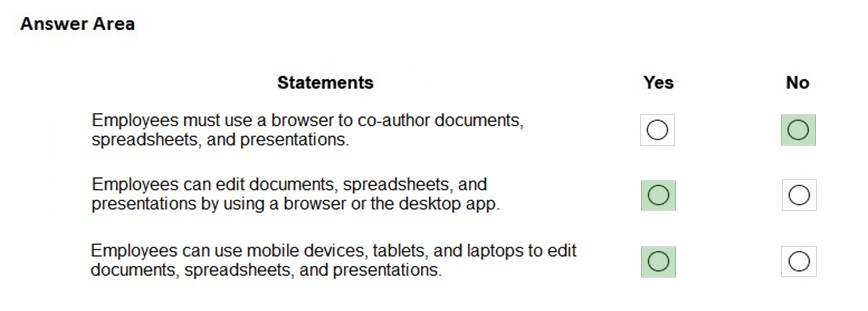 Answer Area
Statements Yes No
Employees must use a browser to co-author documents,
spreadsheets, and presentations.
Employees can edit documents, spreadsheets, and
presentations by using a browser or the desktop app.
Employees can use mobile devices, tablets, and laptops to edit
documents, spreadsheets, and presentations.